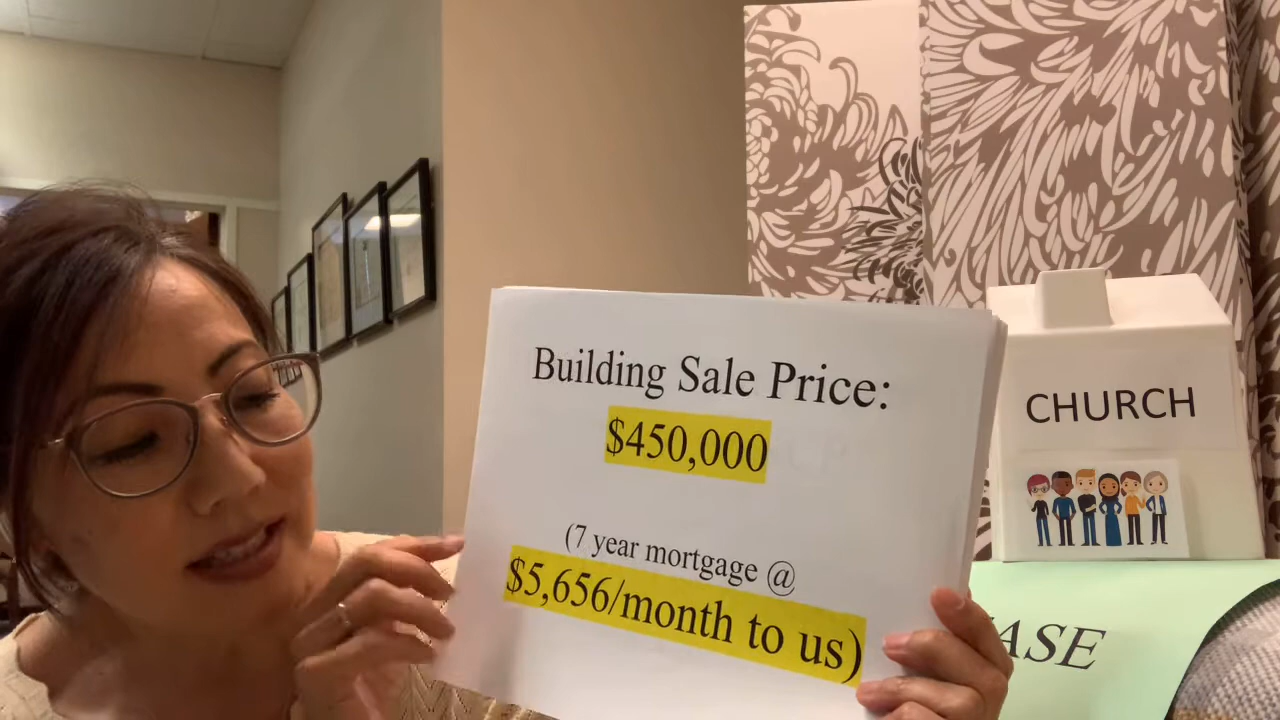 Building Sale Price:
$450,000
(7 year mortgage @
$5,656/month to us)
CHURCH
ASE